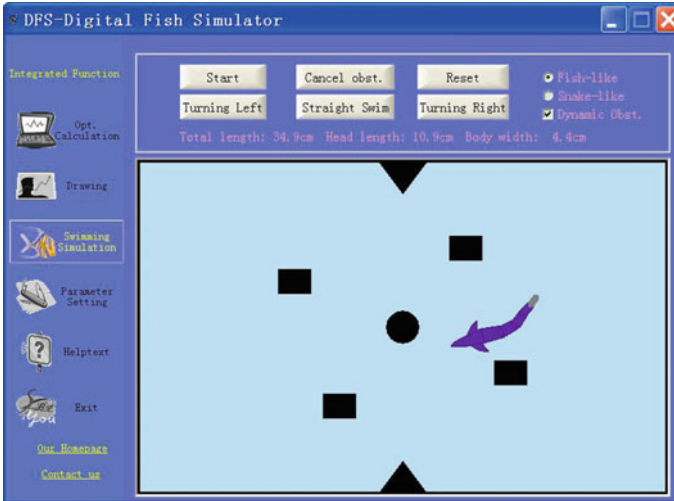 DFS-Digital Fish Simulator
Integrated Function
Opt.
Calculation
Drawing
Swimming
Simulation
Parameter
Setting
Helptext
Exit
Our Homepage
Contact us
Start
Cancel obst.
Reset
Turning Left
Straight Swim
Turning Right
Fish-like
Snake-like
Dynamic Obst.
Total length: 34.9cm Head length: 10.9cm Body width: 4.4cm